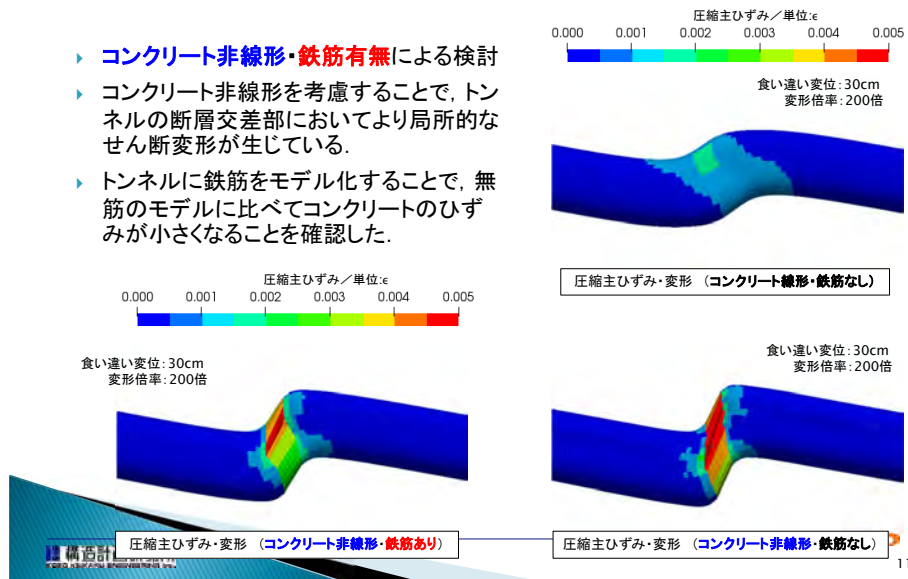 コンクリート非線形・鉄筋有無による検討
コンクリート非線形を考慮することで,トン
ネルの断層交差部においてより局所的な
せん断変形が生じている.
トンネルに鉄筋をモデル化することで,無
筋のモデルに比べてコンクリートのひず
みが小さくなることを確認した.
圧縮主ひずみ／単位:ε
0.000 0.001 0.002 0.003 0.004 0.005
食い違い変位:30cm
変形倍率:200倍
圧縮主ひずみ・変形 (コンクリート線形・鉄筋なし)
圧縮主ひずみ／単位:ε
0.000 0.001 0.002 0.003 0.004 0.005
食い違い変位:30cm
変形倍率:200倍
圧縮主ひずみ・変形 (コンクリート非線形・鉄筋あり)
食い違い変位:30cm
変形倍率:200倍
圧縮主ひずみ・変形 (コンクリート非線形・鉄筋なし)
構造計
11